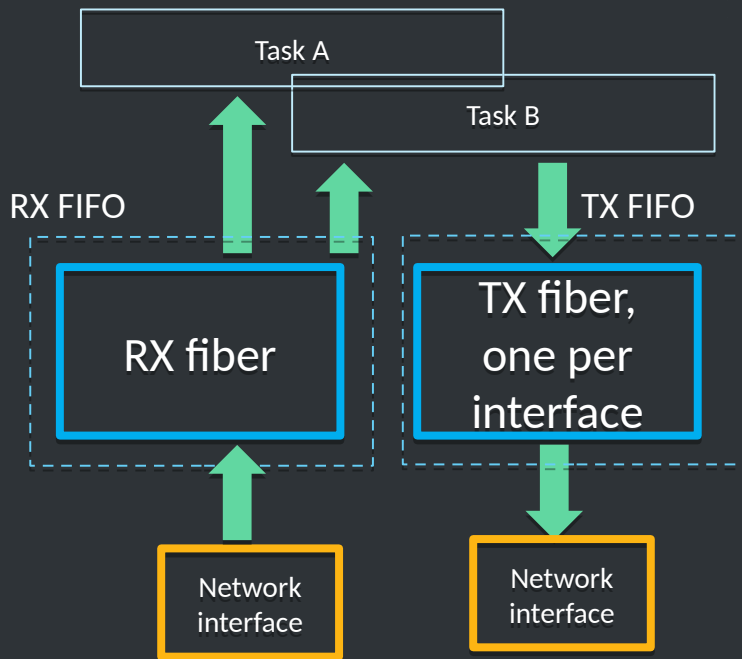 Task A
Task B
RX FIFO
TX FIFO
RX fiber
TX fiber,
one per
interface
Network
interface
Network
interface